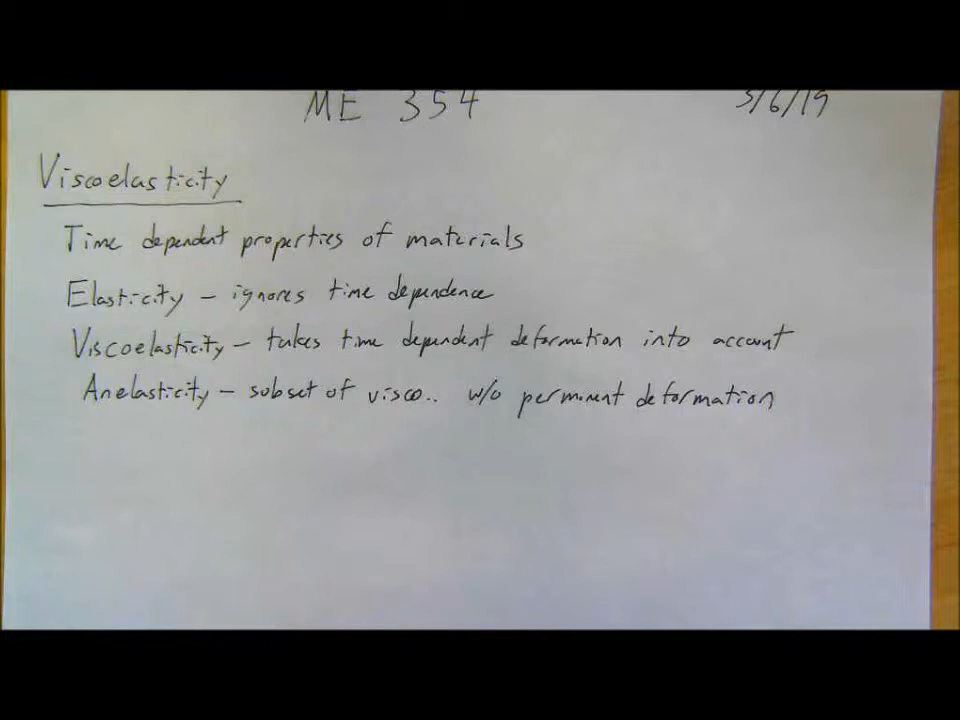 ME 354
3/6/19
Viscoelasticity
Time dependent properties of materials
Elasticity - ignores time dependence
Viscoelasticity - takes time dependent deformation into account
Anelasticity - subset of visco.. w/o perminent deformation